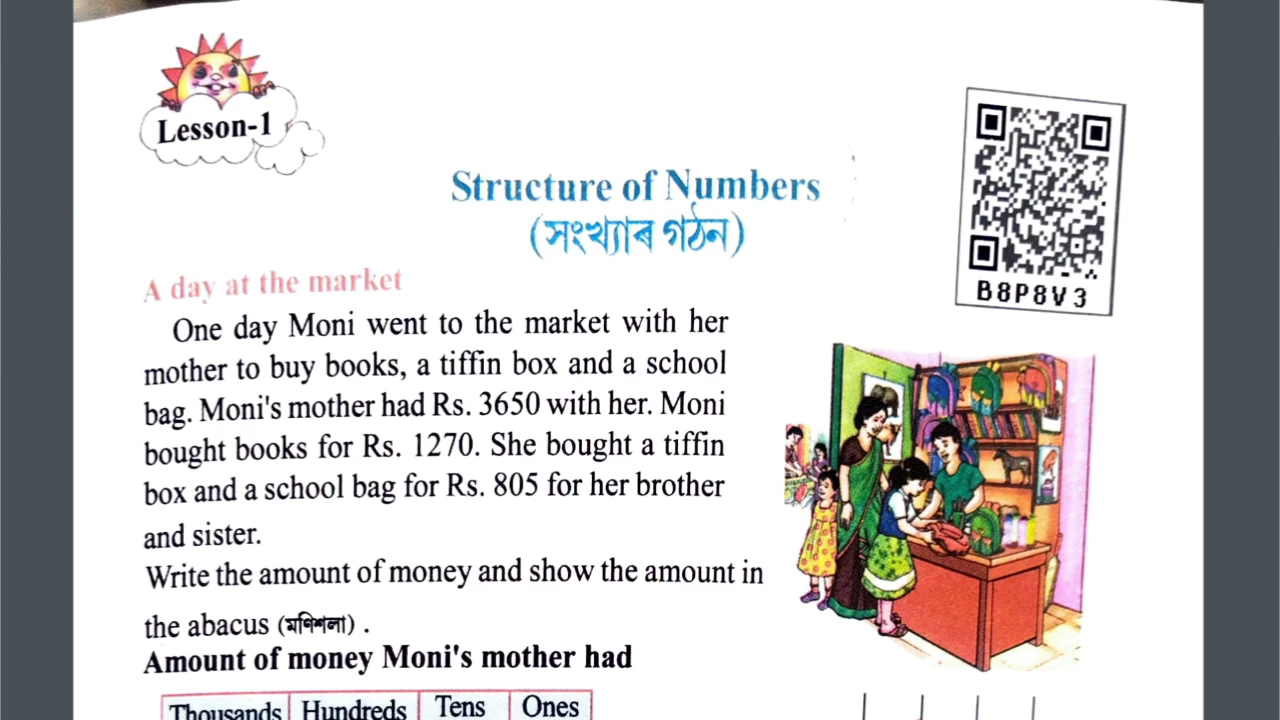 Lesson-1
Structure of Numbers
(সংখ্যাৰ গঠন)
B8P8V3
A day at the market
One day Moni went to the market with her
mother to buy books, a tiffin box and a school
bag. Moni's mother had Rs. 3650 with her. Moni
bought books for Rs. 1270. She bought a tiffin
box and a school bag for Rs. 805 for her brother
and sister.
Write the amount of money and show the amount in
the abacus (মণিশলা) .
Amount of money Moni's mother had
Thousands Hundreds Tens Ones